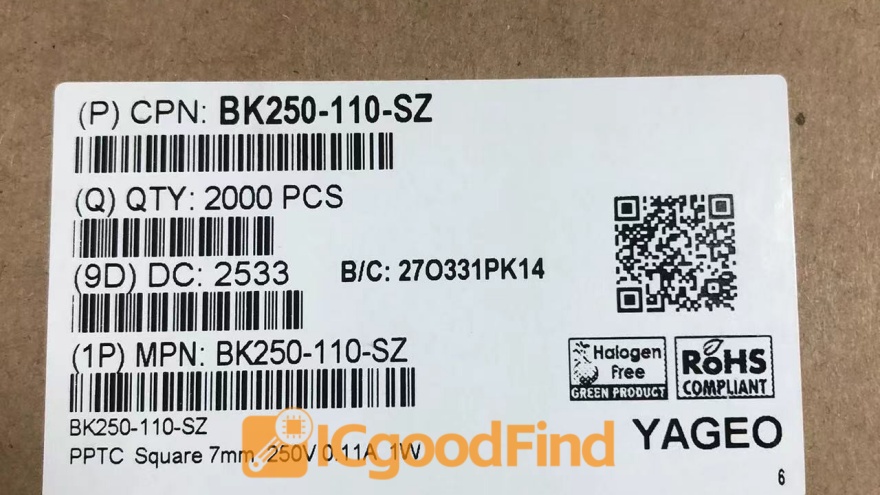 (P) CPN: BK250-110-SZ
(Q) QTY: 2000 PCS
(9D) DC: 2533 B/C: 27O331PK14
(1P) MPN: BK250-110-SZ
Halogen
Free
GREEN PRODUCT
RoHS
COMPLIANT
BK250-110-SZ
PPTC Square 7mm 250V 0.11A 1W
YAGEO
6
ICgoodFind